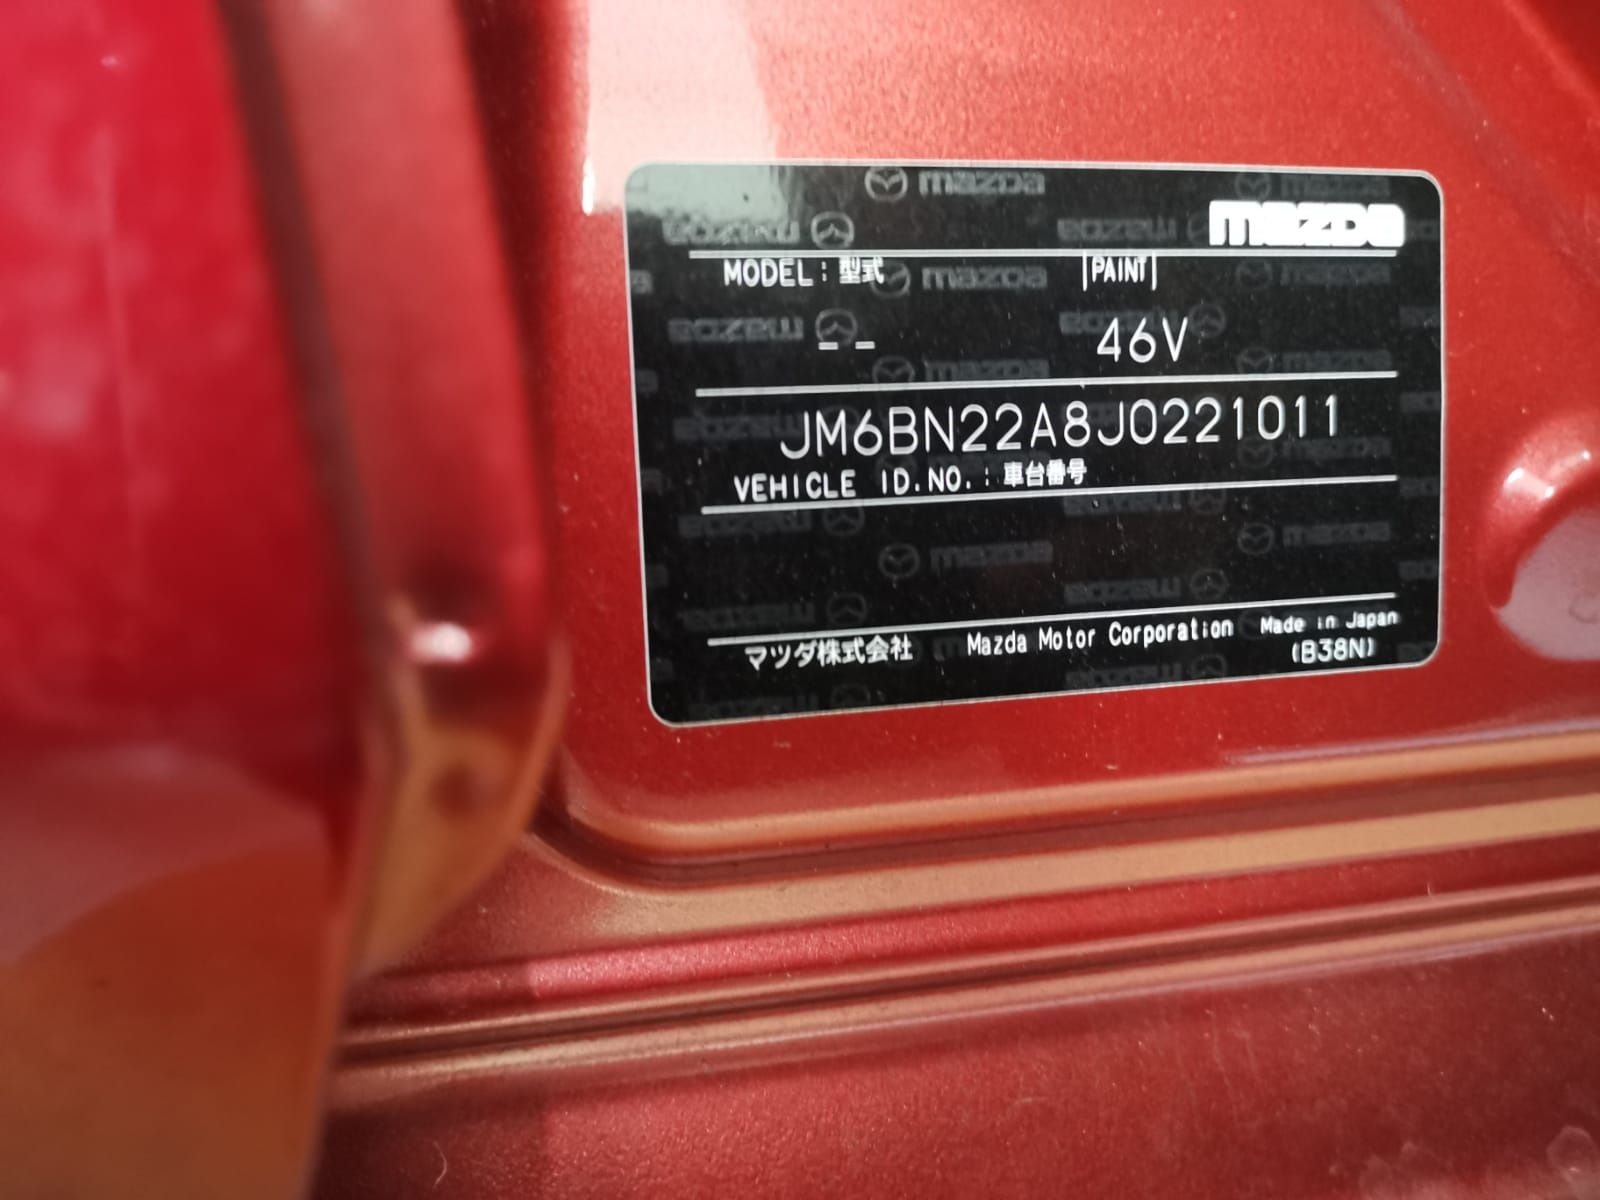 mazda
MODEL : 型式 PAINT
-- 46V
JM6BN22A8J0221011
VEHICLE ID.NO. : 車台番号
マツダ株式会社 Mazda Motor Corporation Made in Japan
(B38N)